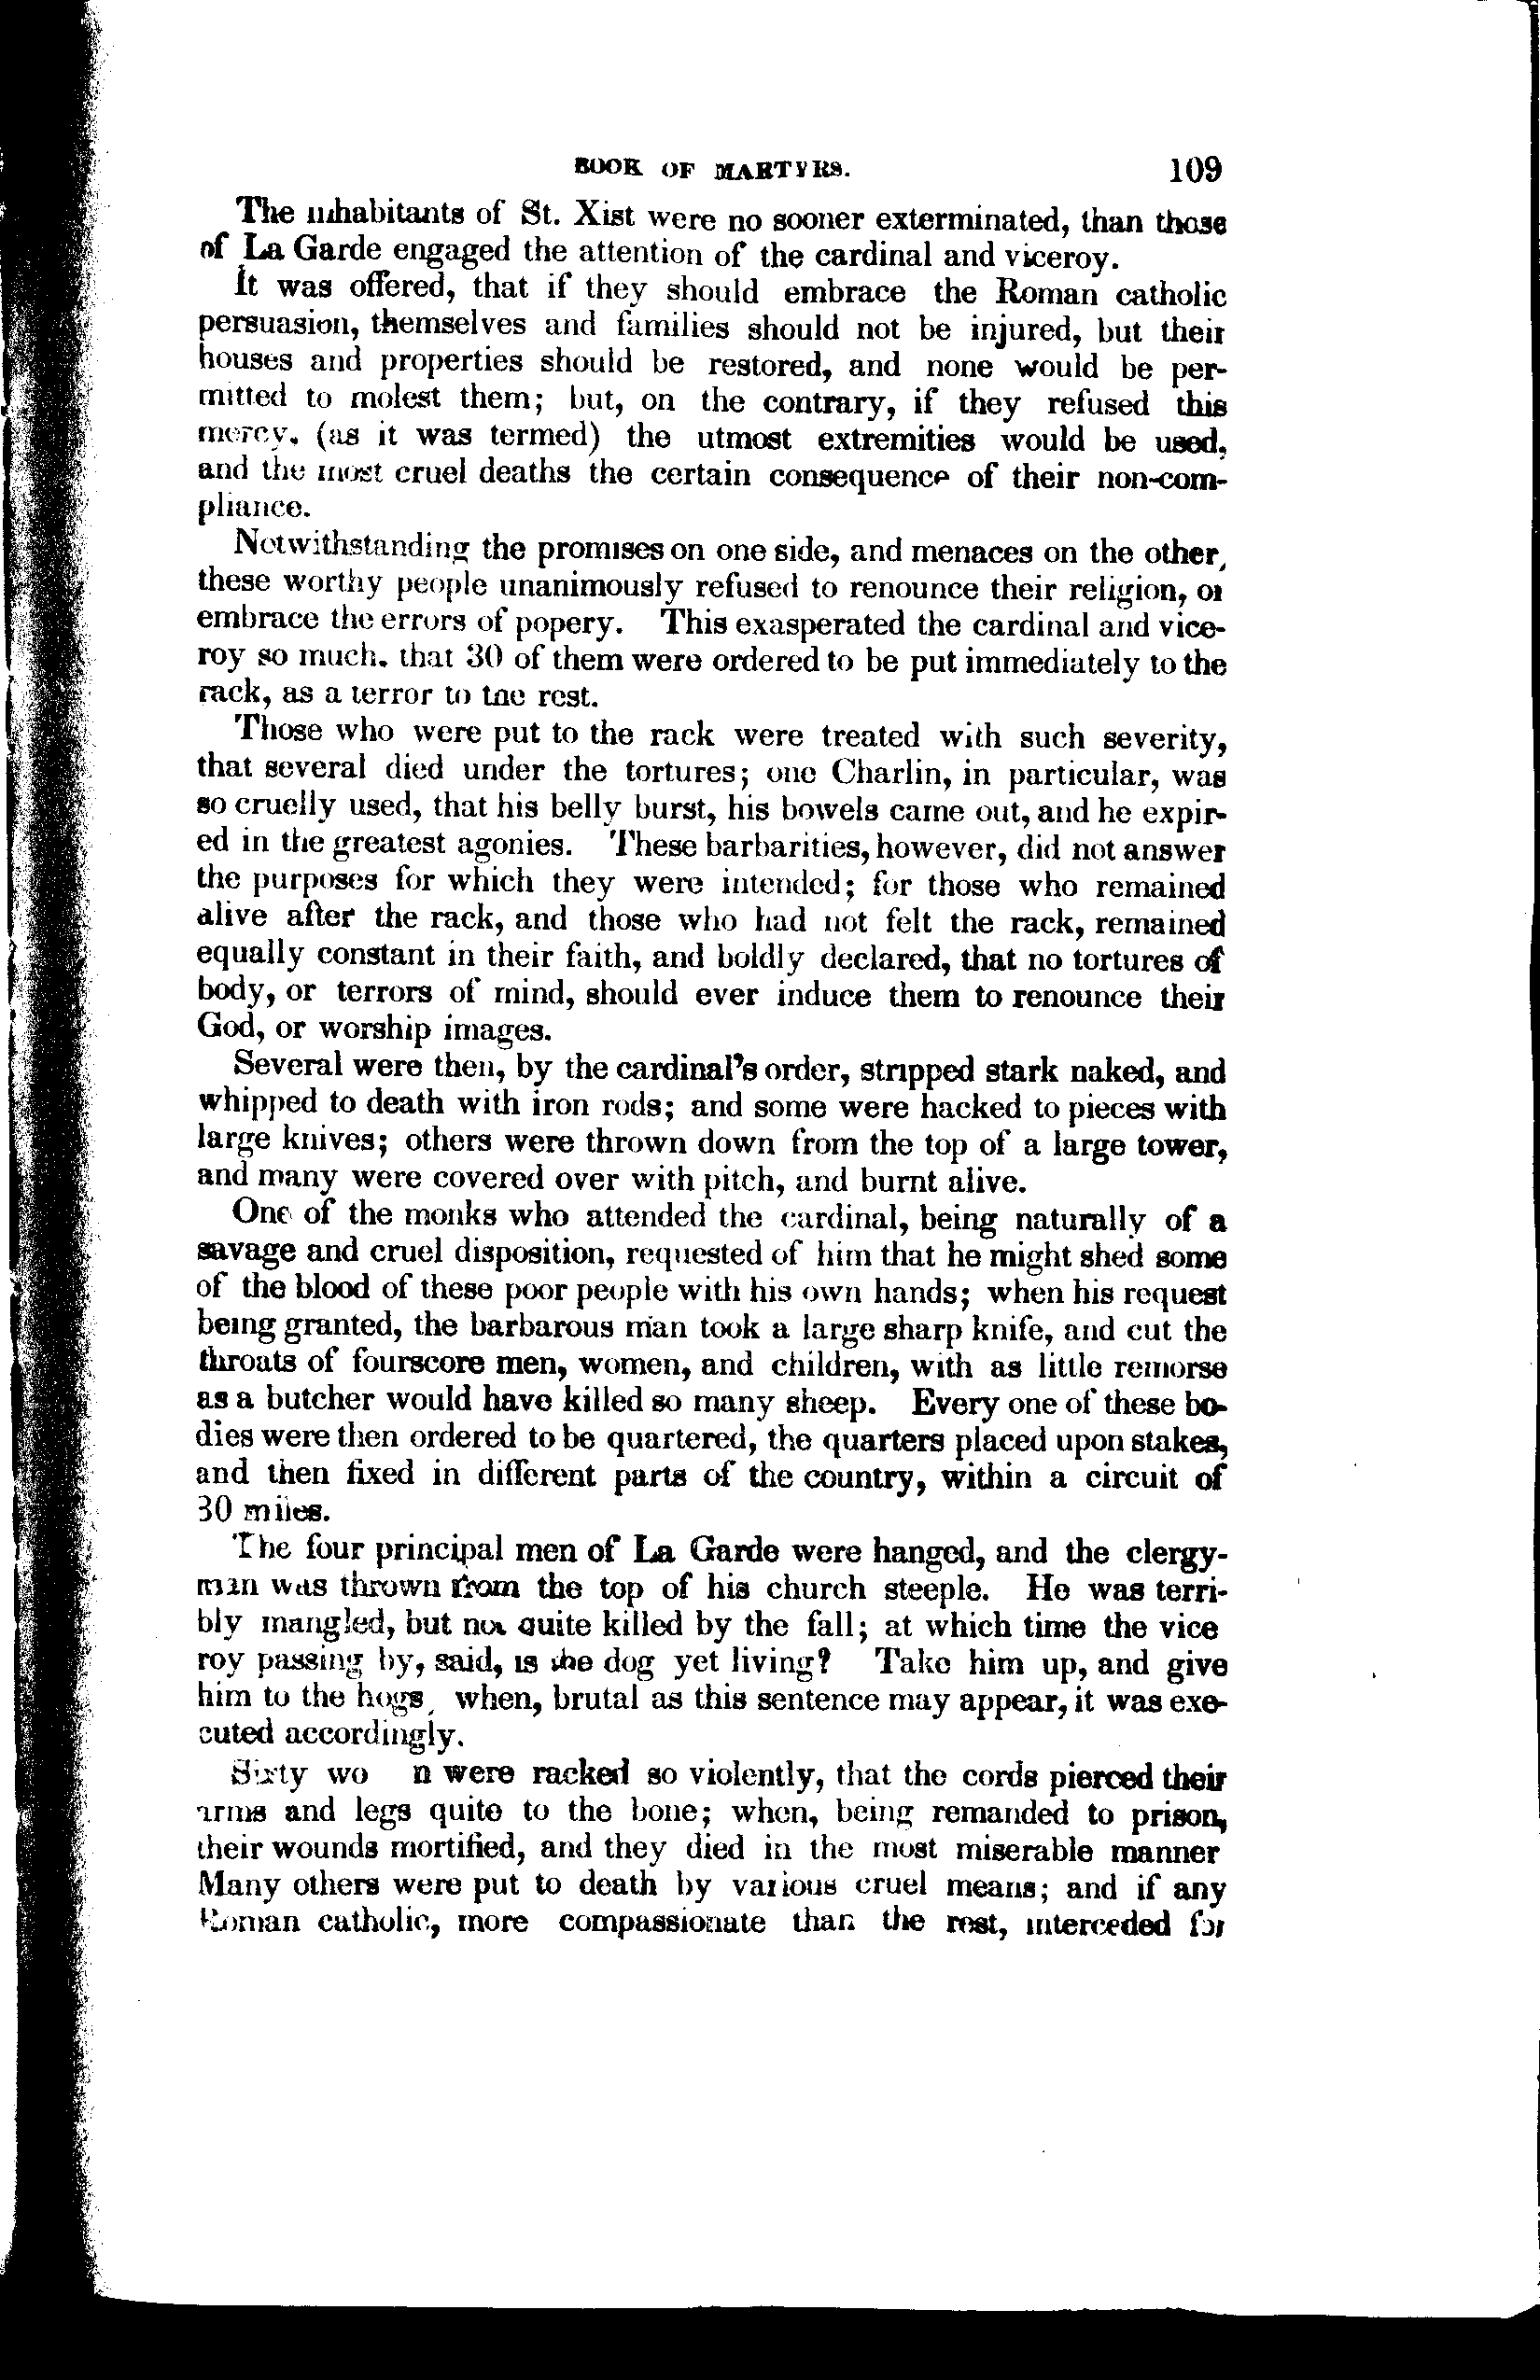 BOOK OF MARTYRS. 109
The inhabitants of St. Xist were no sooner exterminated, than those
of La Garde engaged the attention of the cardinal and viceroy.
It was offered, that if they should embrace the Roman catholic
persuasion, themselves and families should not be injured, but their
houses and properties should be restored, and none would be per-
mitted to molest them; but, on the contrary, if they refused this
mercy, (as it was termed) the utmost extremities would be used,
and the most cruel deaths the certain consequence of their non-com-
pliance.
Notwithstanding the promises on one side, and menaces on the other,
these worthy people unanimously refused to renounce their religion, or
embrace the errors of popery. This exasperated the cardinal and vice-
roy so much, that 30 of them were ordered to be put immediately to the
rack, as a terror to the rest.
Those who were put to the rack were treated with such severity,
that several died under the tortures; one Charlin, in particular, was
so cruelly used, that his belly burst, his bowels came out, and he expir-
ed in the greatest agonies. These barbarities, however, did not answer
the purposes for which they were intended; for those who remained
alive after the rack, and those who had not felt the rack, remained
equally constant in their faith, and boldly declared, that no tortures of
body, or terrors of mind, should ever induce them to renounce their
God, or worship images.
Several were then, by the cardinal's order, stripped stark naked, and
whipped to death with iron rods; and some were hacked to pieces with
large knives; others were thrown down from the top of a large tower,
and many were covered over with pitch, and burnt alive.
One of the monks who attended the cardinal, being naturally of a
savage and cruel disposition, requested of him that he might shed some
of the blood of these poor people with his own hands; when his request
being granted, the barbarous man took a large sharp knife, and cut the
throats of fourscore men, women, and children, with as little remorse
as a butcher would have killed so many sheep. Every one of these bo-
dies were then ordered to be quartered, the quarters placed upon stakes,
and then fixed in different parts of the country, within a circuit of
30 miles.
The four principal men of La Garde were hanged, and the clergy-
man was thrown from the top of his church steeple. He was terri-
bly mangled, but not quite killed by the fall; at which time the vice
roy passing by, said, is the dog yet living? Take him up, and give
him to the hogs, when, brutal as this sentence may appear, it was exe-
cuted accordingly.
Sixty wo n were racked so violently, that the cords pierced their
arms and legs quite to the bone; when, being remanded to prison,
their wounds mortified, and they died in the most miserable manner
Many others were put to death by various cruel means; and if any
Roman catholic, more compassionate than the rest, interceded for